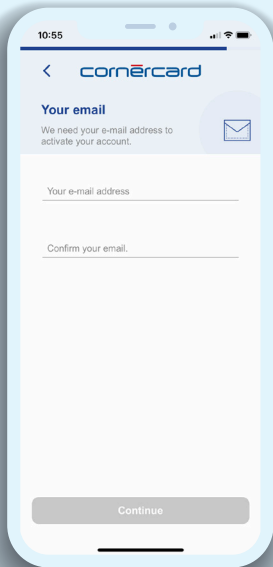 10:55
cornèrcard
Your email
We need your e-mail address to
activate your account.
Your e-mail address
Confirm your email.
Continue